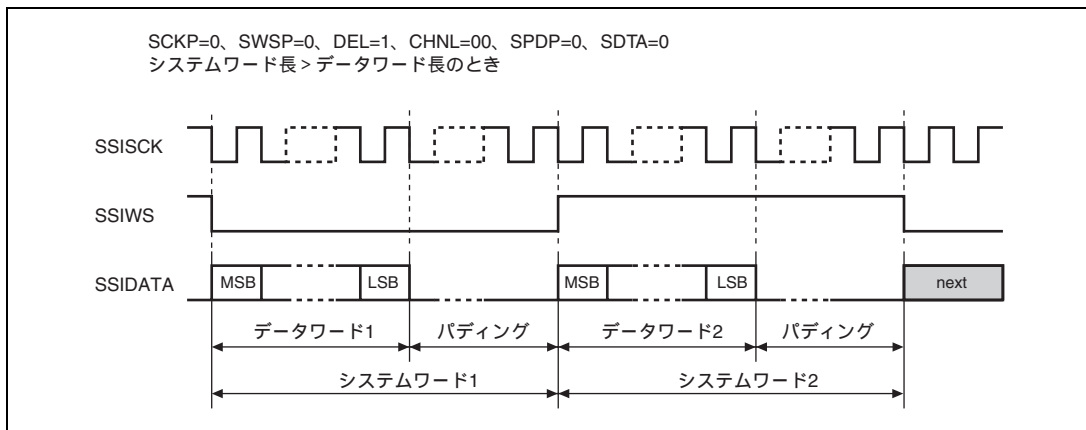 SCKP=0、SWSP=0、DEL=1、CHNL=00、SPDP=0、SDTA=0
システムワード長>データワード長のとき
SSISCK
SSIWS
SSIDATA
MSB
LSB
MSB
LSB
next
データワード1
パディング
データワード2
パディング
システムワード1
システムワード2